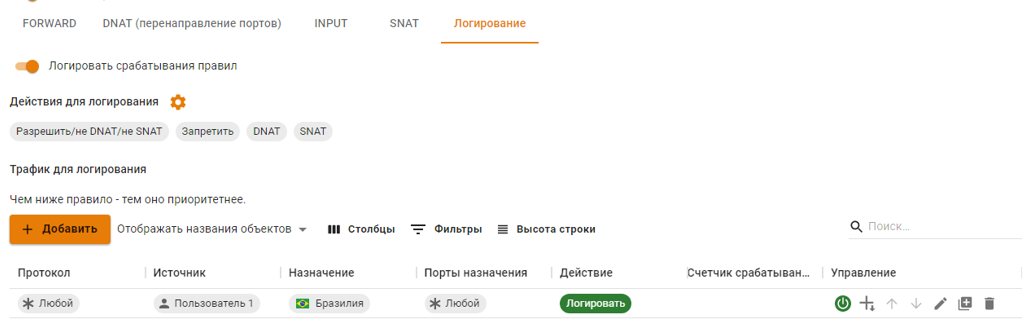 FORWARD DNAT (перенаправление портов) INPUT SNAT Логирование
Логировать срабатывания правил
Действия для логирования
Разрешить/не DNAT/не SNAT Запретить DNAT SNAT
Трафик для логирования
Чем ниже правило - тем оно приоритетнее.
+ Добавить Отображать названия объектов Столбцы Фильтры Высота строки Поиск...
Протокол Источник Назначение Порты назначения Действие Счетчик срабатыван... Управление
Любой Пользователь 1 Бразилия Любой Логировать